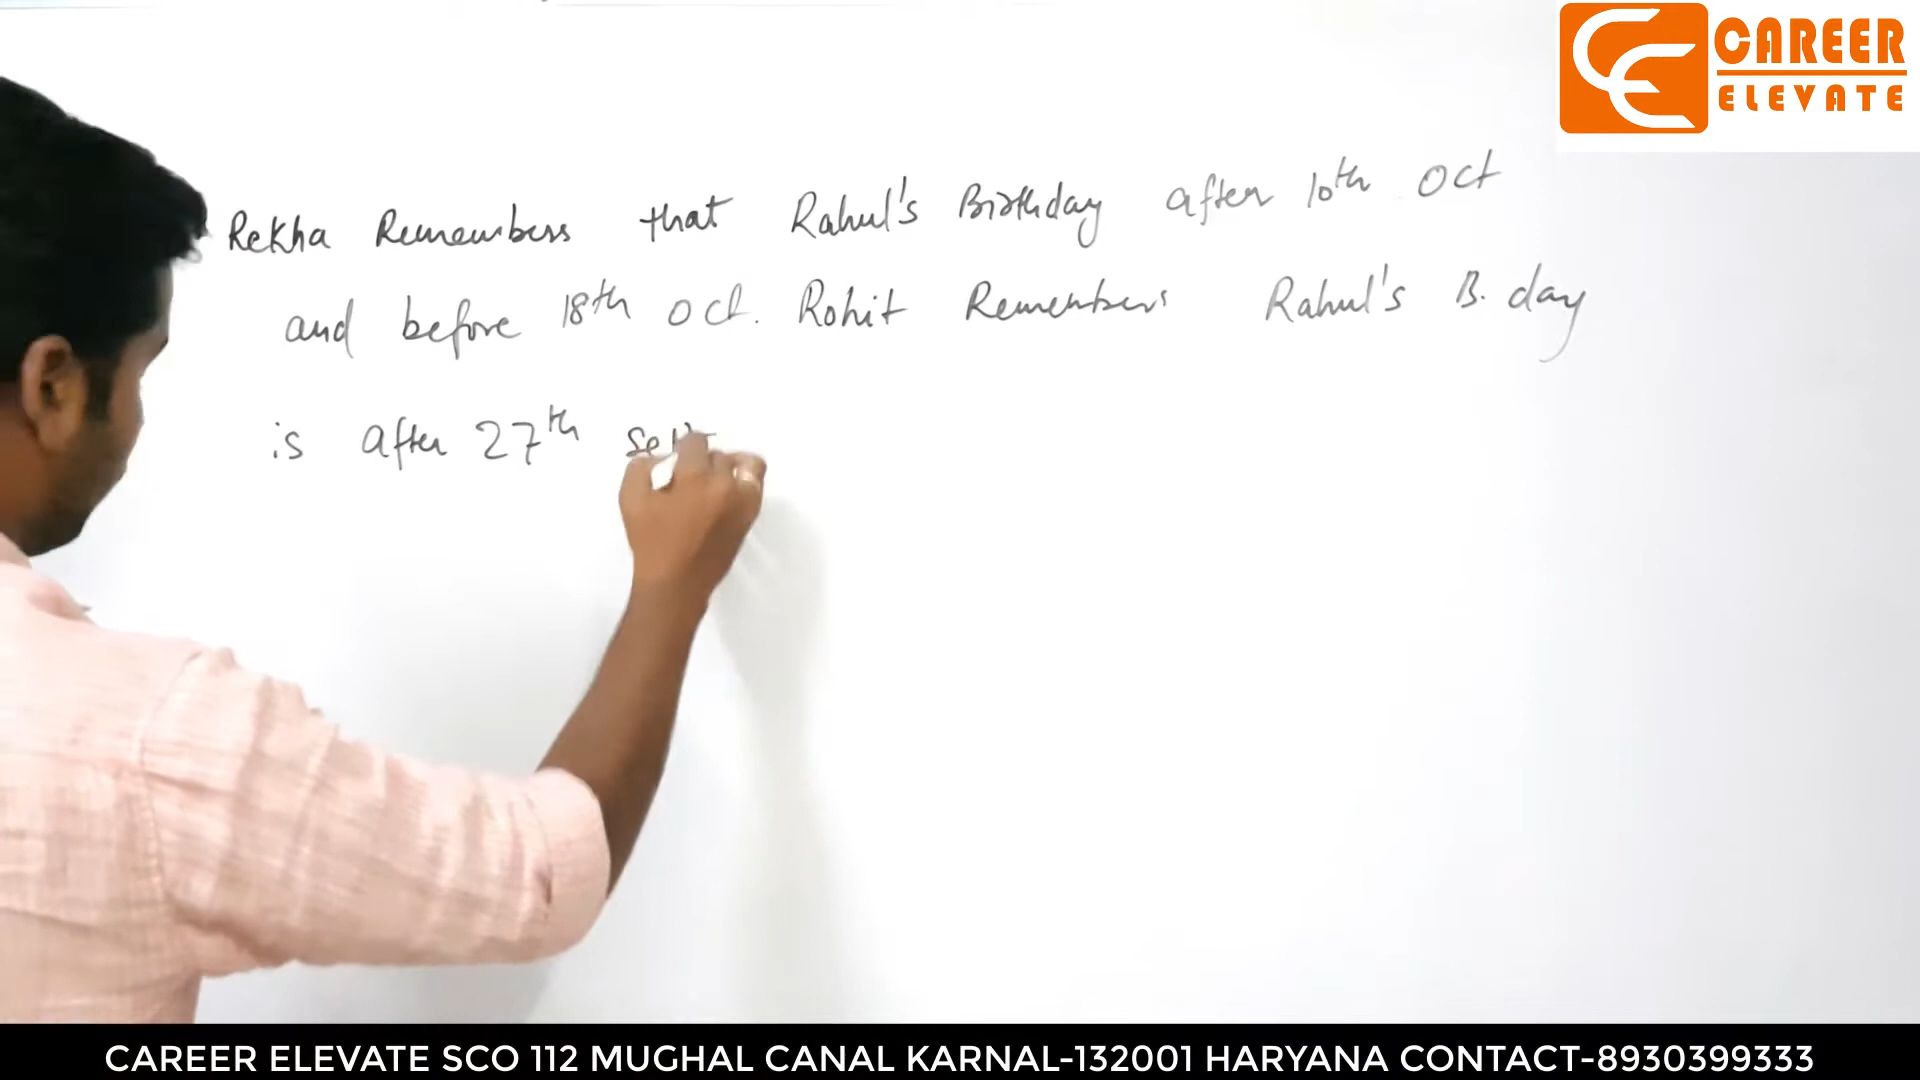 CAREER
ELEVATE
Rekha Remembers that Rahul's Birthday after 10th Oct
and before 18th Oct. Rohit Remembers Rahul's B.day
is after 27th
CAREER ELEVATE SCO 112 MUGHAL CANAL KARNAL-132001 HARYANA CONTACT-8930399333